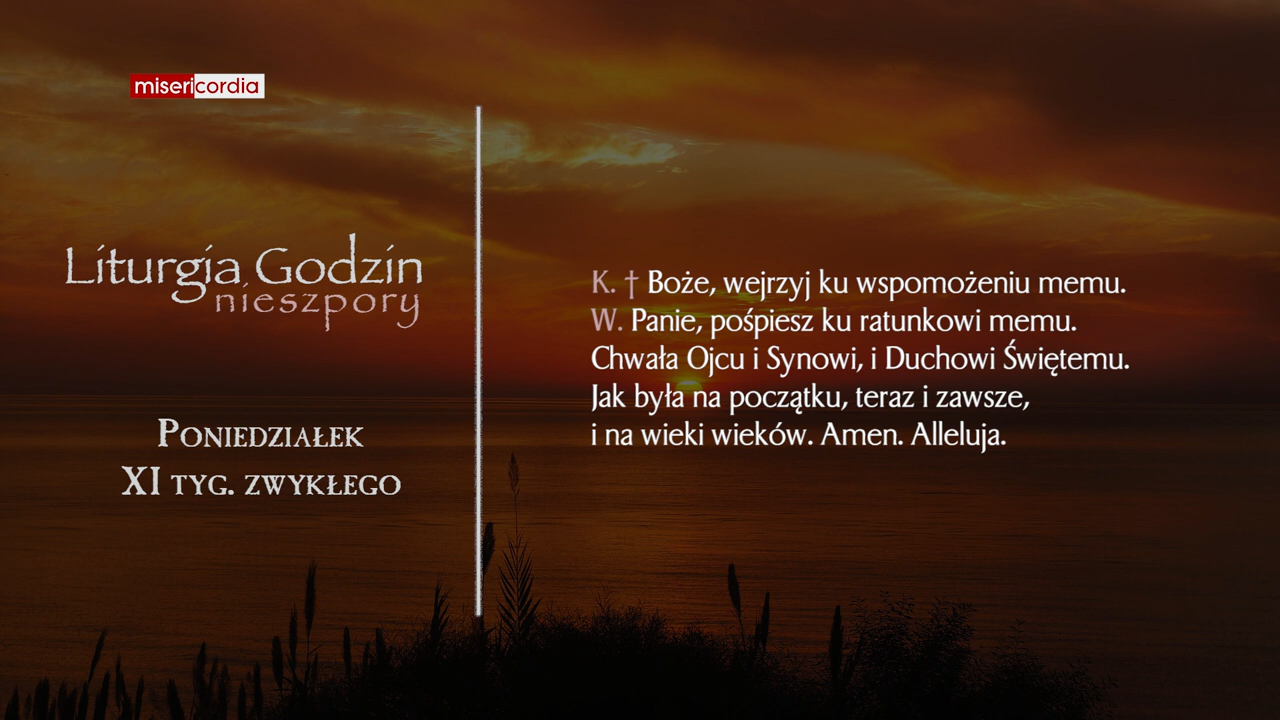 misericordia
Liturgia Godzin
nieszpory
Poniedziałek
XI tyg. zwykłego
K. † Boże, wejrzyj ku wspomożeniu memu.
W. Panie, pośpiesz ku ratunkowi memu.
Chwała Ojcu i Synowi, i Duchowi Świętemu.
Jak była na początku, teraz i zawsze,
i na wieki wieków. Amen. Alleluja.